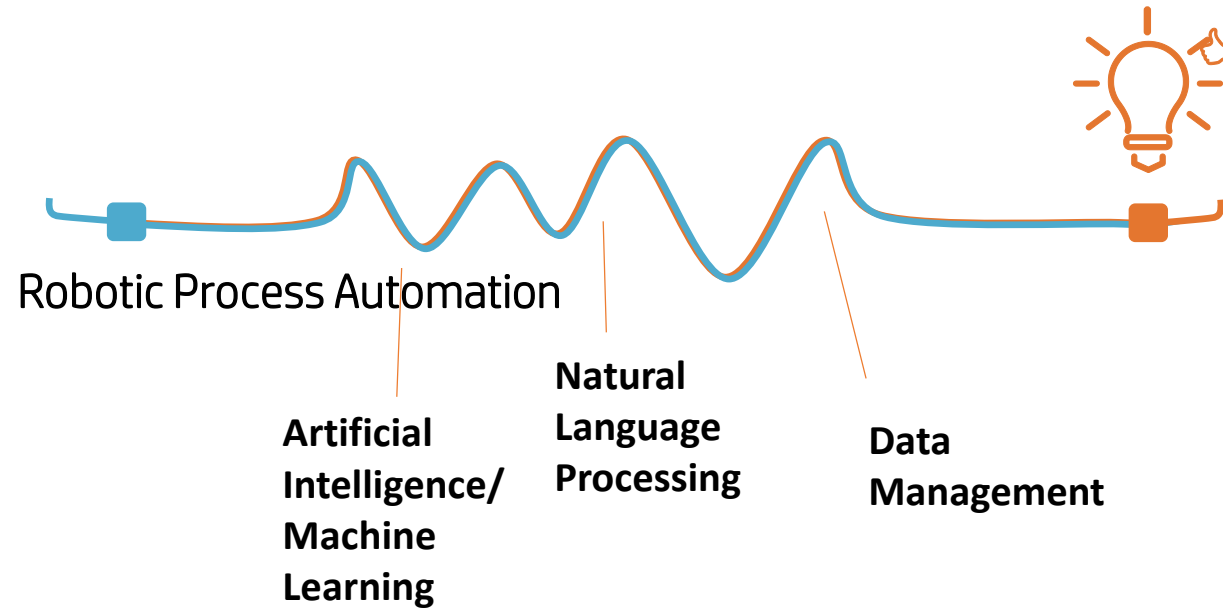 Robotic Process Automation
Artificial
Intelligence/
Machine
Learning
Natural
Language
Processing
Data
Management